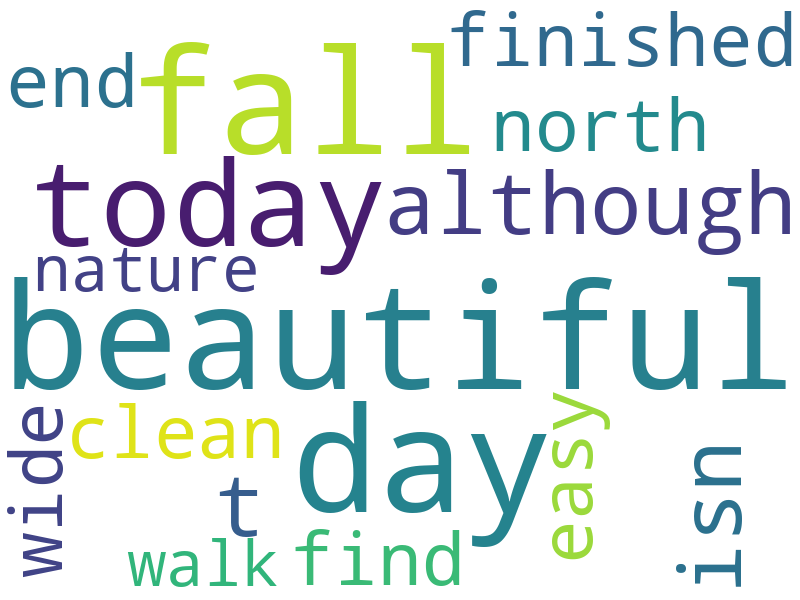 finished
end
fall
north
today
although
nature
beautiful
wide
clean
day
easy
isn
t
walk
find